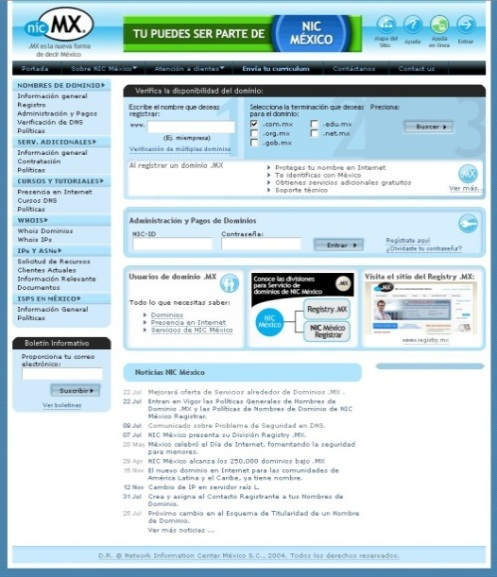 nic MX.
.MX es la nueva forma
de decir México
TU PUEDES SER PARTE DE
NIC
MÉXICO
Mapa del
Sitio
Ayuda
Ayuda
en línea
Entrar
Portada
Sobre NIC México
Atención a clientes
Envía tu curriculum
Contáctanos
Contact us
NOMBRES DE DOMINIO
Información general
Registro
Administración y Pagos
Verificación de DNS
Políticas
SERV. ADICIONALES
Información general
Contratación
Políticas
CURSOS Y TUTORIALES
Presencia en Internet
Cursos DNS
Políticas
WHOIS
Whois Dominios
Whois IPs
IPs Y ASNs
Solicitud de Recursos
Clientes Actuales
Información Relevante
Documentos
ISPS EN MÉXICO
Información General
Políticas
Boletín Informativo
Proporciona tu correo
electrónico:
Suscribir
Ver boletines
Verifica la disponibilidad del dominio:
1
2
3
Escribe el nombre que deseas
registrar:
www.
(Ej. miempresa)
Verificación de múltiples dominios
Selecciona la terminación que deseas
para el dominio:
.com.mx
.edu.mx
.org.mx
.net.mx
.gob.mx
Presiona:
Buscar
Al registrar un dominio .MX
Proteges tu nombre en Internet
Te identificas con México
Obtienes servicios adicionales gratuitos
Soporte técnico
MX
Ver más..
Administración y Pagos de Dominios
NIC-ID
Contraseña:
Entrar
Regístrate aquí
¿Olvidaste tu contraseña?
Usuarios de dominio .MX
Todo lo que necesitas saber:
Dominios
Presencia en Internet
Servicios de NIC México
Conoce las divisiones
para Servicio de
dominios de NIC México
.MX
NIC
México
Registry .MX
NIC México
Registrar
Visita el sitio del Registry .MX:
www.registry.mx
Noticias NIC México
22 Jul Mejorará oferta de Servicios alrededor de Dominios .MX .
23 Jul Entran en Vigor las Políticas Generales de Nombres de
Dominio .MX y las Políticas de Nombres de Dominio de NIC
México Registrar.
09 Jul Comunicado sobre Problema de Seguridad en DNS.
07 Jul NIC México presenta su División Registry .MX.
20 May México celebró el Día de Internet, fomentando la seguridad
para menores.
28 Apr NIC México alcanza los 250,000 dominios bajo .MX
15 Nov El nuevo dominio en Internet para las comunidades de
América Latina y el Caribe, ya tiene nombre.
12 Nov Cambio de IP en servidor raíz L.
31 Jul Crea y asigna el Contacto Registrante a tus Nombres de
Dominio.
25 Jul Próximo cambio en el Esquema de Titularidad de un Nombre
de Dominio.
Ver más noticias ...
D.R. © Network Information Center México S.C., 2004. Todos los derechos reservados.